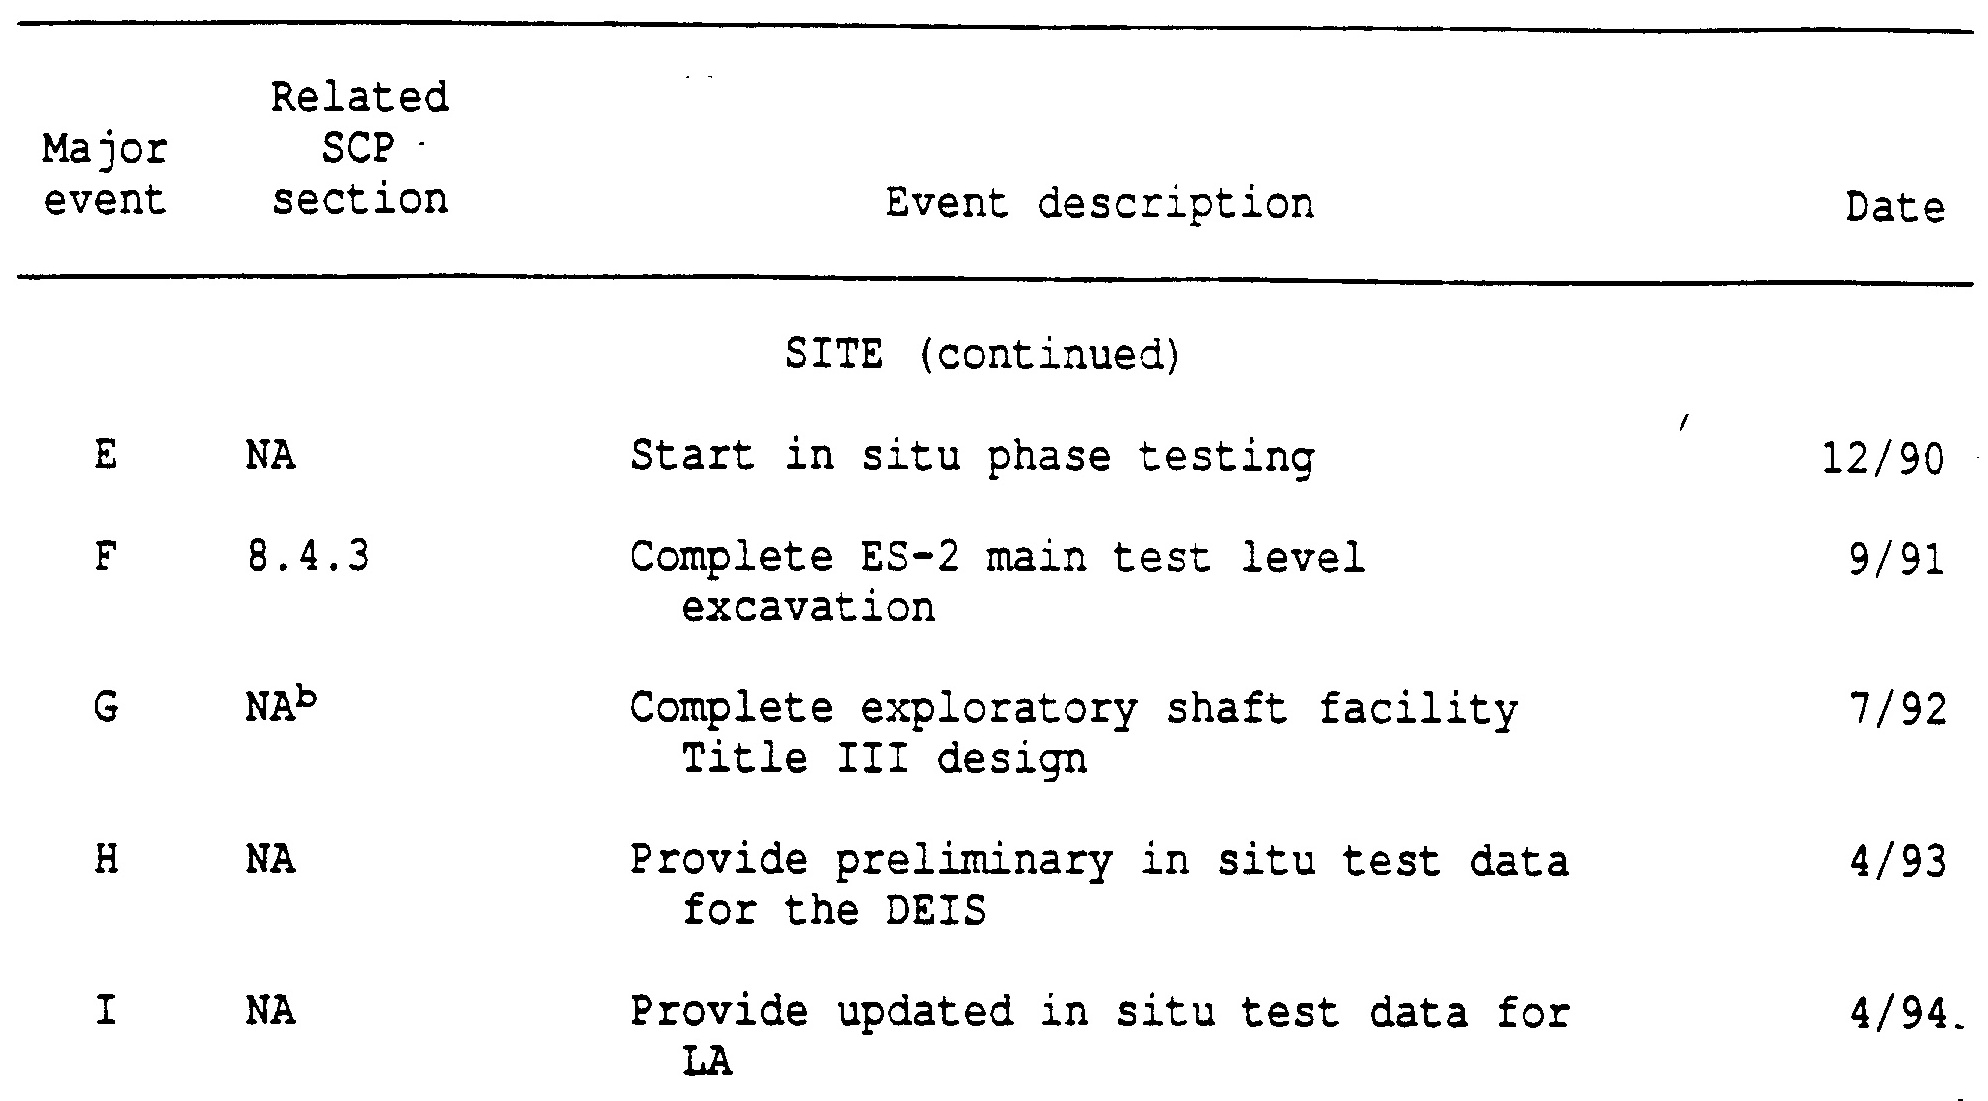 Related
Major SCP
event section Event description Date
SITE (continued)
E NA Start in situ phase testing 12/90
F 8.4.3 Complete ES-2 main test level 9/91
excavation
G NAb Complete exploratory shaft facility 7/92
Title III design
H NA Provide preliminary in situ test data 4/93
for the DEIS
I NA Provide updated in situ test data for 4/94
LA